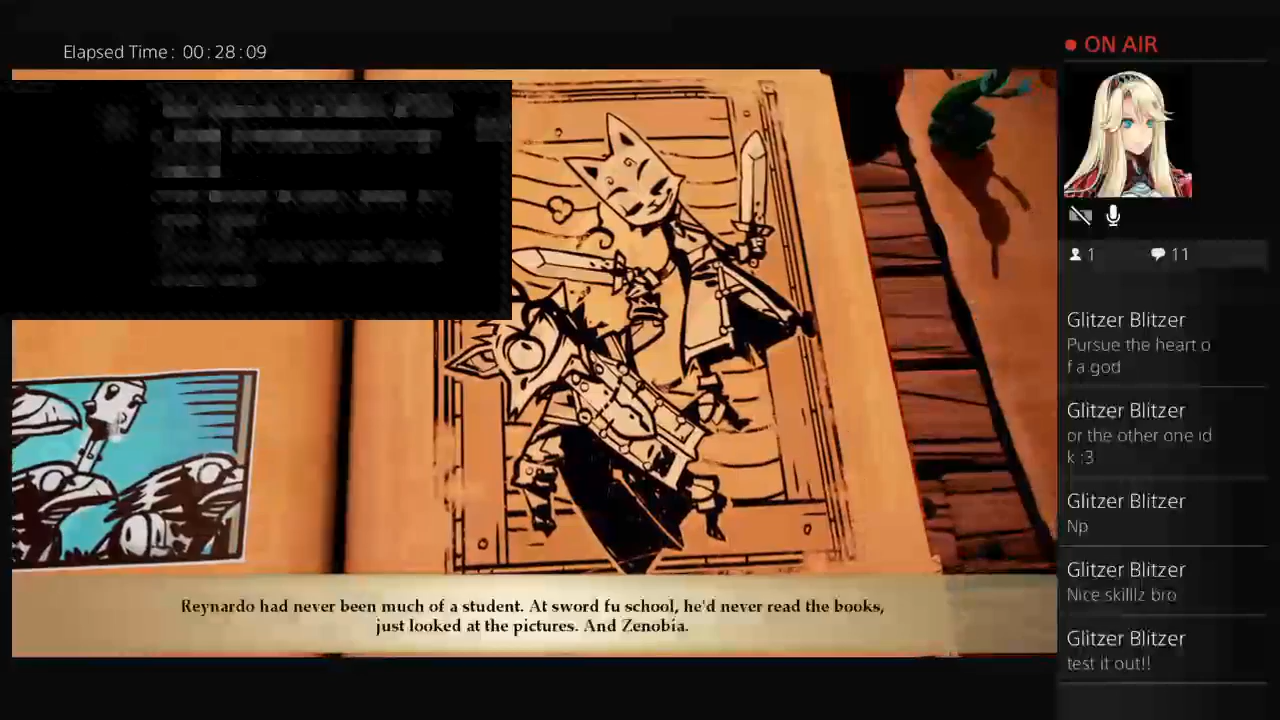 Elapsed Time: 00:28:09
ON AIR
1
11
Glitzer Blitzer
Pursue the heart o
f a god
Glitzer Blitzer
or the other one id
k :3
Glitzer Blitzer
Np
Glitzer Blitzer
Nice skilllz bro
Glitzer Blitzer
test it out!!
Reynardo had never been much of a student. At sword fu school, he'd never read the books,
just looked at the pictures. And Zenobia.